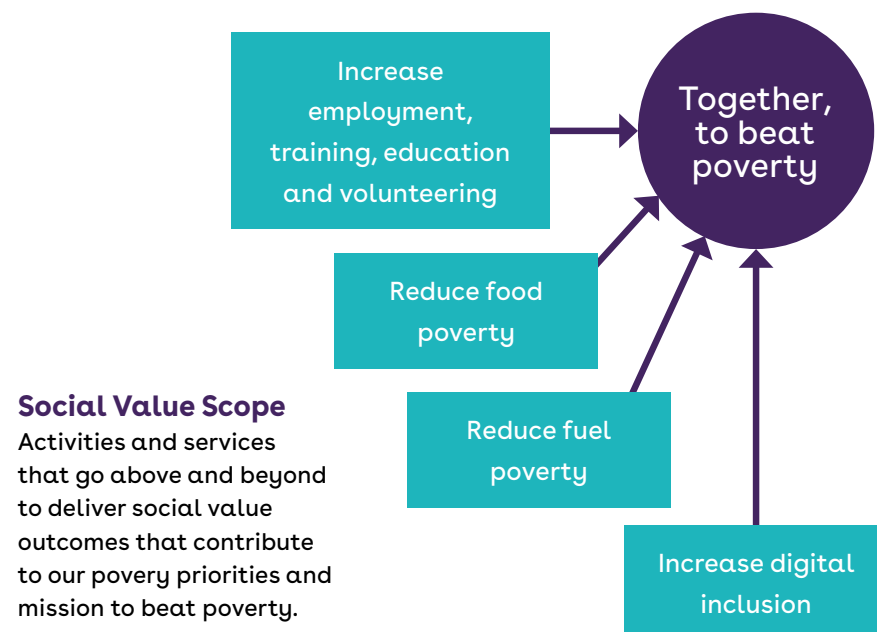 Increase
employment,
training, education
and volunteering
Together,
to beat
poverty
Reduce food
poverty
Social Value Scope
Activities and services
that go above and beyond
to deliver social value
outcomes that contribute
to our povery priorities and
mission to beat poverty.
Reduce fuel
poverty
Increase digital
inclusion